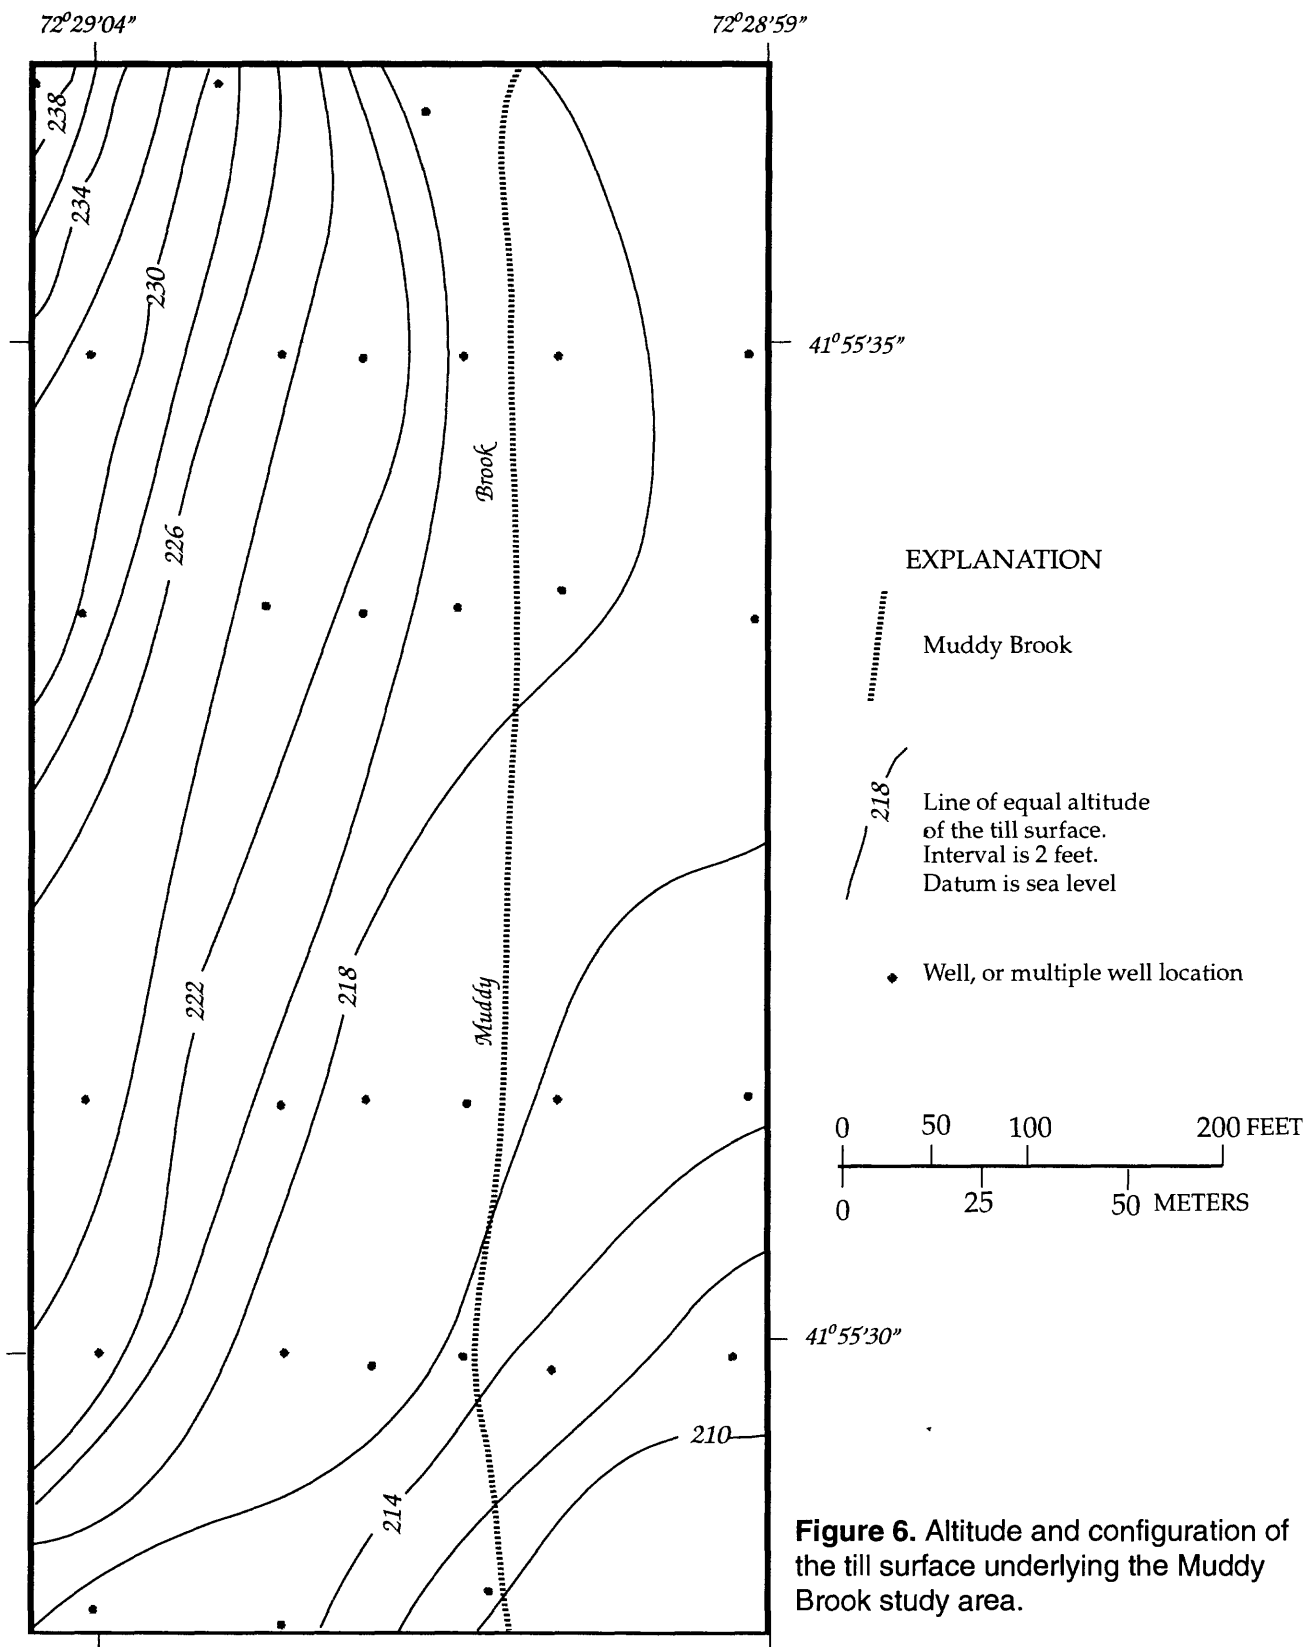 72°29'04" 72°28'59"
238
234
230
41°55'35"
Brook
226
EXPLANATION
Muddy Brook
218
Line of equal altitude
of the till surface.
Interval is 2 feet.
Datum is sea level
222
218
Muddy
Well, or multiple well location
0 50 100 200 FEET
0 25 50 METERS
41°55'30"
210
214
Figure 6. Altitude and configuration of
the till surface underlying the Muddy
Brook study area.